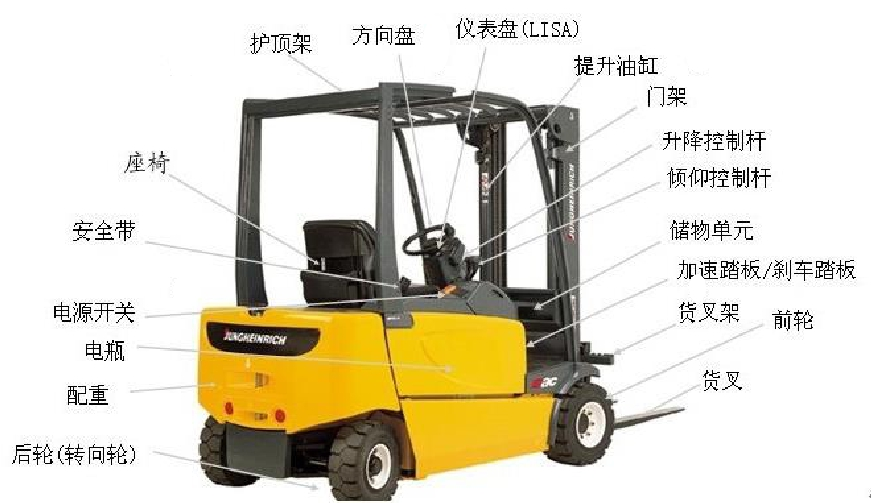 护顶架
方向盘
仪表盘(LISA)
提升油缸
门架
座椅
升降控制杆
倾仰控制杆
安全带
储物单元
加速踏板/刹车踏板
电源开关
货叉架
前轮
电瓶
配重
货叉
后轮(转向轮)
JUNGHEINRICH
JUNGHEINRICH